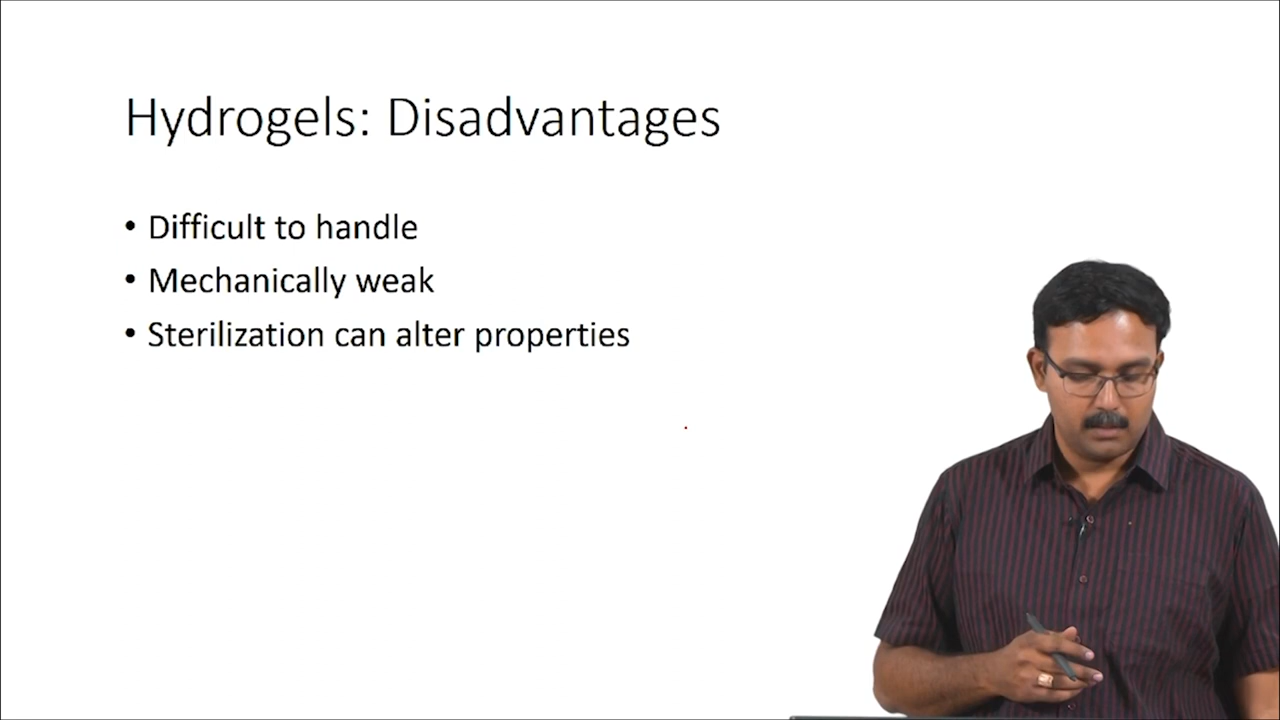 Hydrogels: Disadvantages
• Difficult to handle
• Mechanically weak
• Sterilization can alter properties